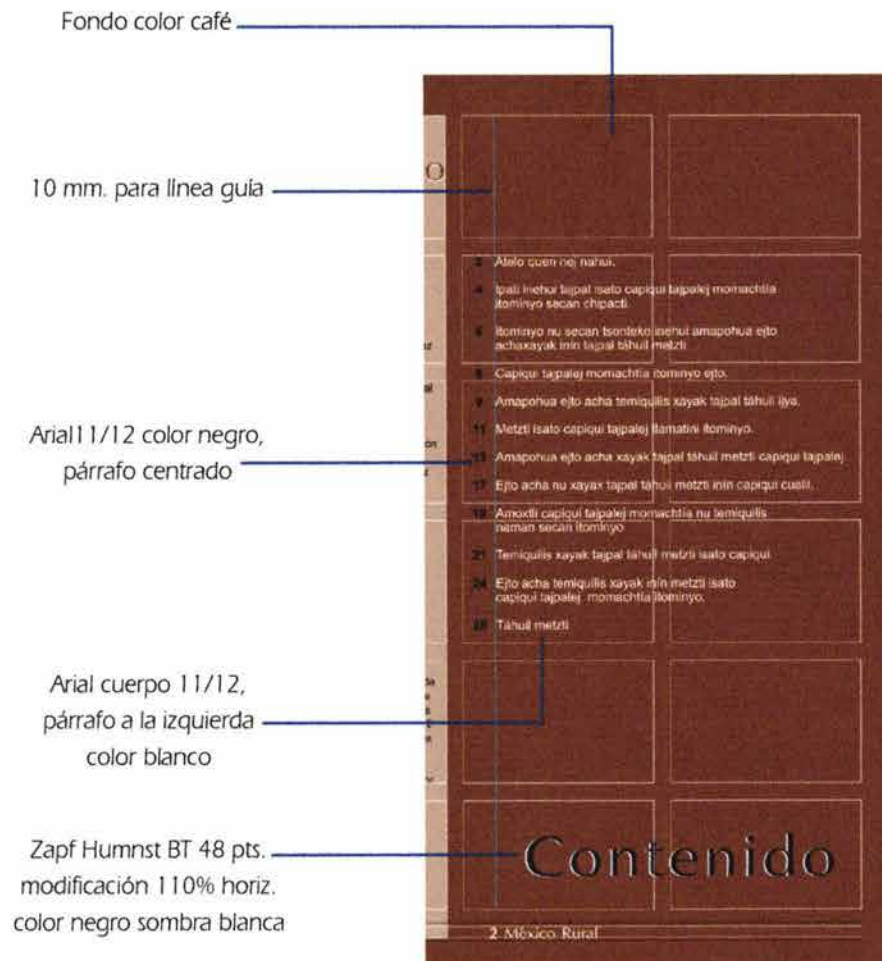 Fondo color café
10 mm. para línea guía
Arial11/12 color negro,
párrafo centrado
Arial cuerpo 11/12,
párrafo a la izquierda
color blanco
Zapf Humnst BT 48 pts.
modificación 110% horiz.
color negro sombra blanca
O
3 Atelo quen nej nahui.
4 Ipati inehui tajpal isato capiqui tajpalej momachtia
itominyo secan chipacti.
6 Itominyo nu secan tsonteko inehui amapohua ejto
achaxayak inin tajpal táhuil metzti
8 Capiqui tajpalej momachtia itominyo ejto.
9 Amapohua ejto acha temiquilis xayak tajpal táhuil ijya.
11 Metzti isato capiqui tajpalej tlamatini itominyo.
13 Amapohua ejto acha xayak tajpal táhuil metzti capiqui tajpalej
17 Ejto acha nu xayax tajpal táhuil metzti inin capiqui cualil.
19 Amoxtli capiqui tajpalej momachtia nu temiquilis
naman secan itominyo
21 Temiquilis xayak tajpal táhuil metzti isato capiqui
24 Ejto acha temiquilis xayak inin metzti isato
capiqui tajpalej momachtia itominyo.
Táhuil metzti
Contenido
2 México Rural